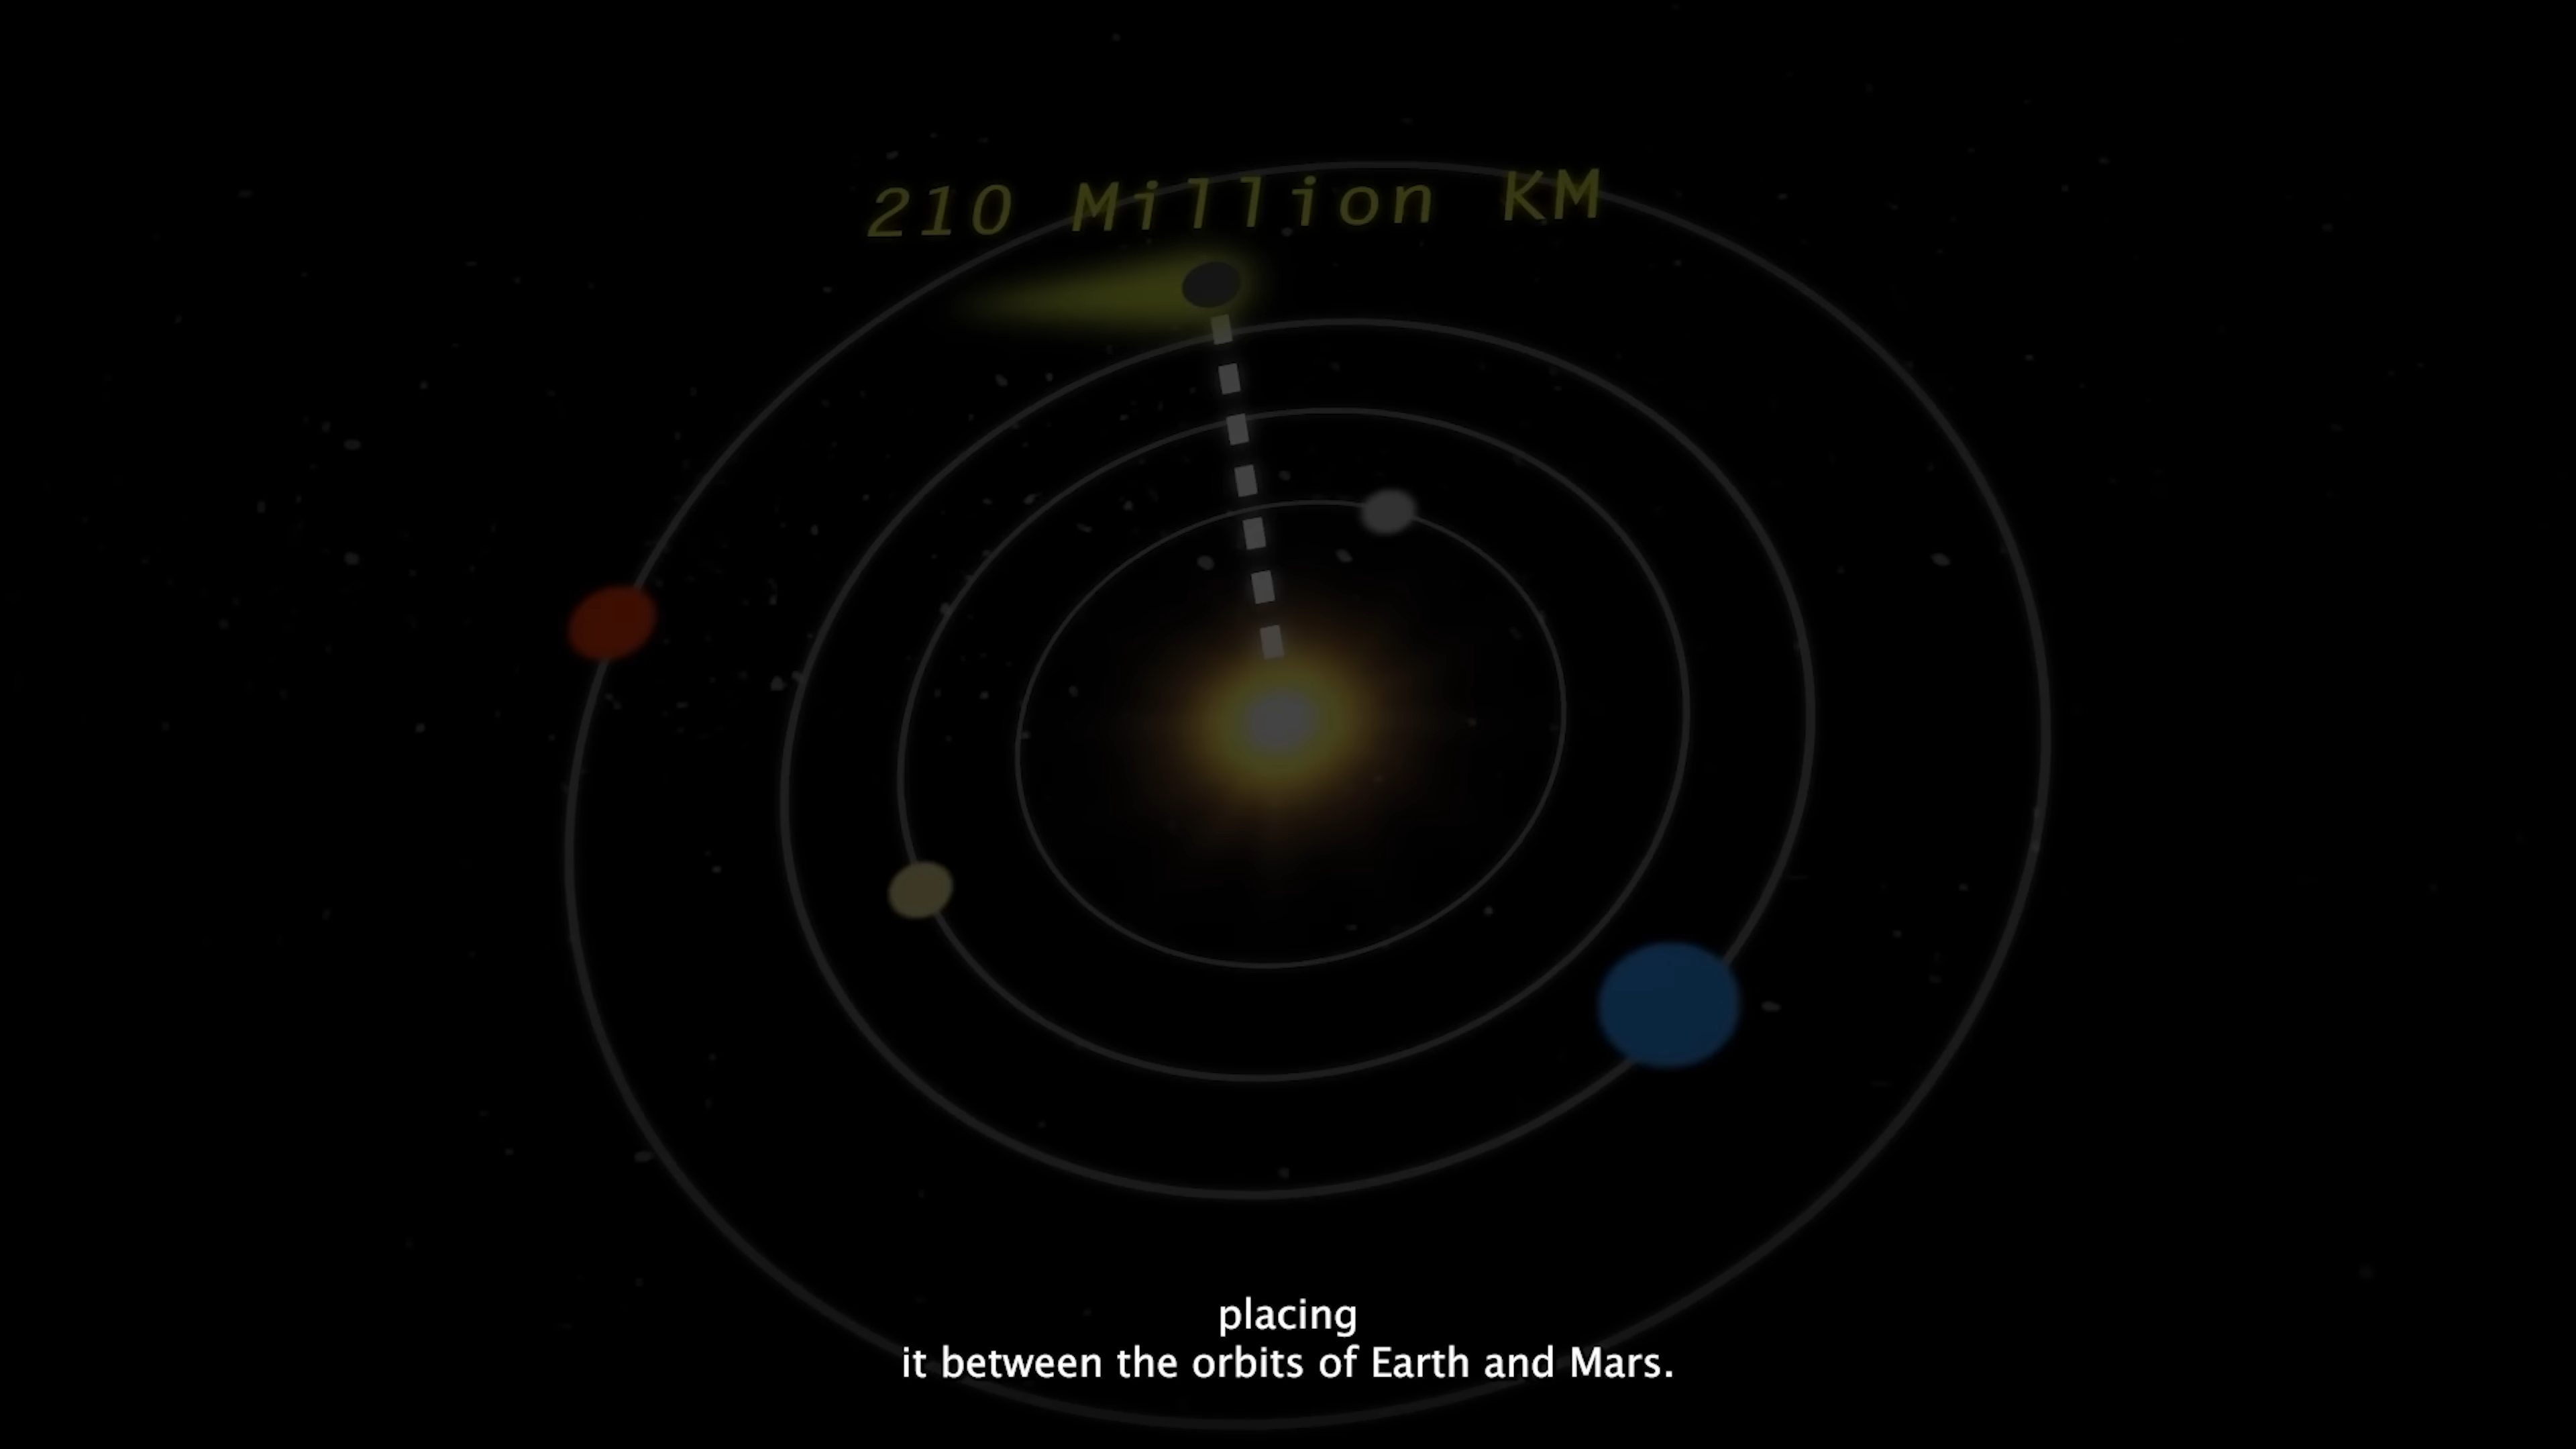 210 Million KM
placing
it between the orbits of Earth and Mars.